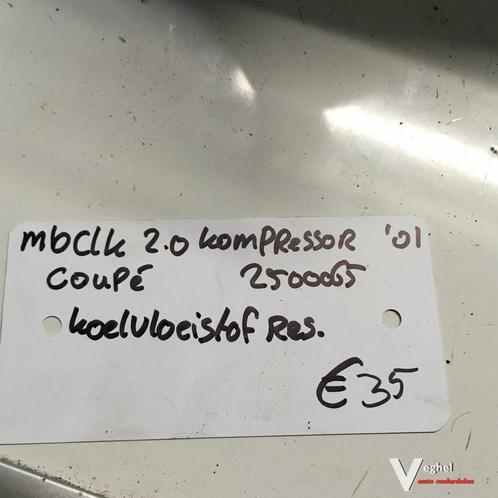 mbClk 2.0 KOMPRESSOR '01
COUPÉ 2500065
koelvloeistof Res.
€35
Veghel
auto onderdelen